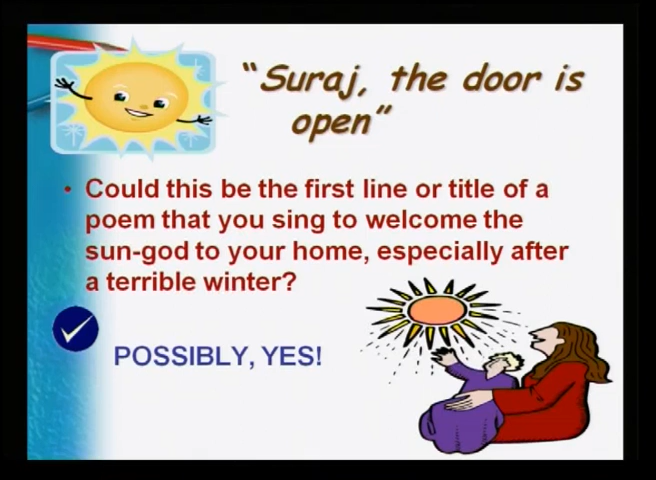 “Suraj, the door is
open”
• Could this be the first line or title of a
poem that you sing to welcome the
sun-god to your home, especially after
a terrible winter?
POSSIBLY, YES!